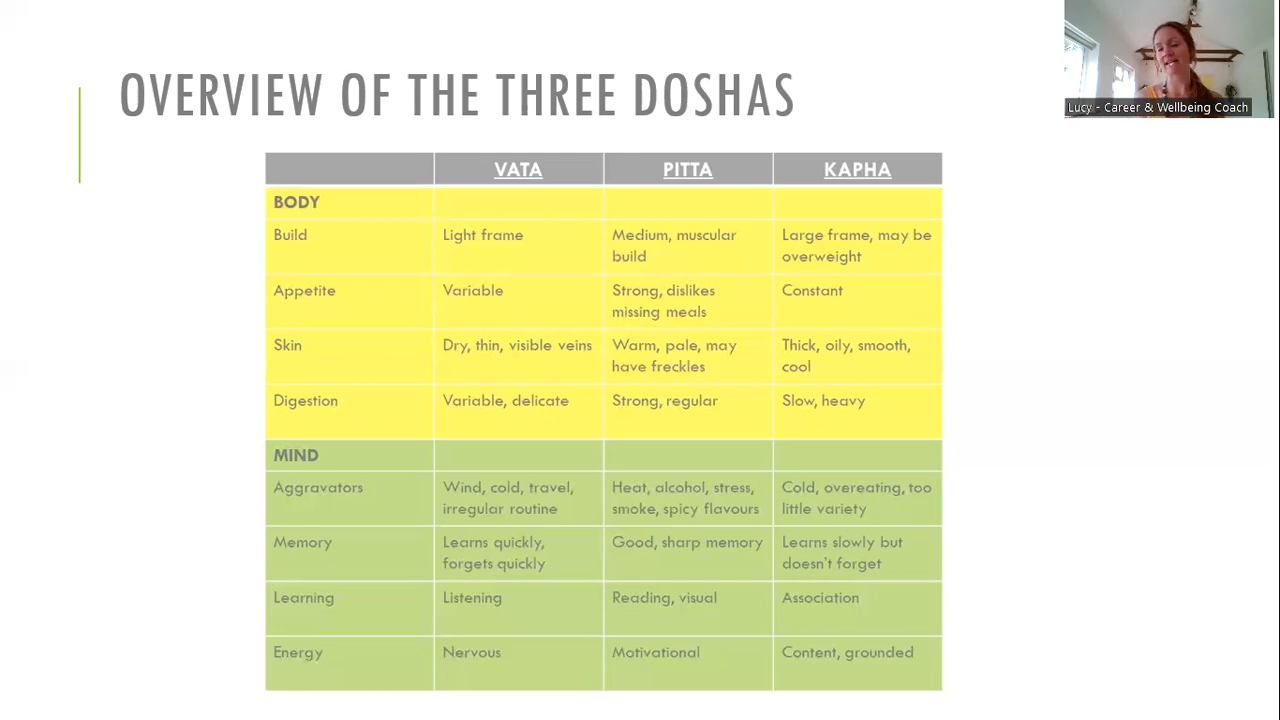 OVERVIEW OF THE THREE DOSHAS
Lucy - Career & Wellbeing Coach
VATA PITTA KAPHA
BODY
Build Light frame Medium, muscular Large frame, may be
build overweight
Appetite Variable Strong, dislikes Constant
missing meals
Skin Dry, thin, visible veins Warm, pale, may Thick, oily, smooth,
have freckles cool
Digestion Variable, delicate Strong, regular Slow, heavy
MIND
Aggravators Wind, cold, travel, Heat, alcohol, stress, Cold, overeating, too
irregular routine smoke, spicy flavours little variety
Memory Learns quickly, Good, sharp memory Learns slowly but
forgets quickly doesn't forget
Learning Listening Reading, visual Association
Energy Nervous Motivational Content, grounded